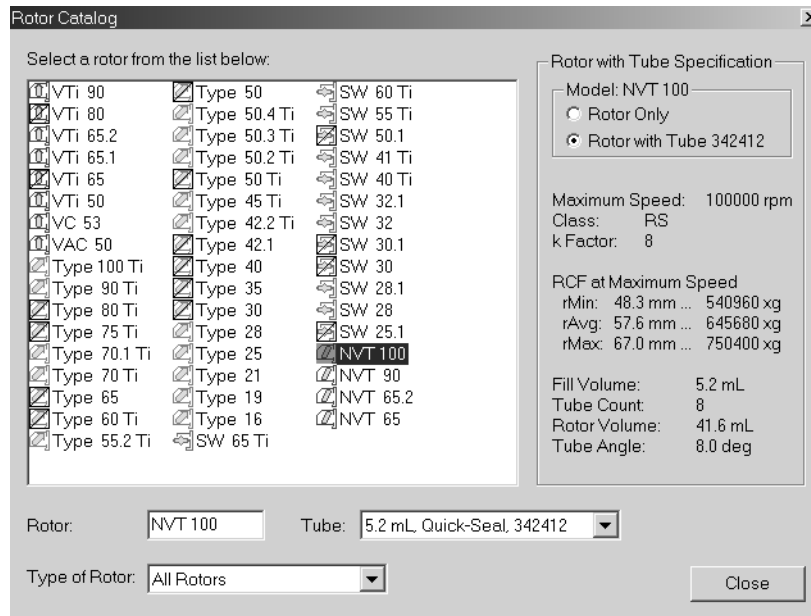 Rotor Catalog
Select a rotor from the list below:
VTi 90
VTi 80
VTi 65.2
VTi 65.1
VTi 65
VTi 50
VC 53
VAC 50
Type 100 Ti
Type 90 Ti
Type 80 Ti
Type 75 Ti
Type 70.1 Ti
Type 70 Ti
Type 65
Type 60 Ti
Type 55.2 Ti
Type 50
Type 50.4 Ti
Type 50.3 Ti
Type 50.2 Ti
Type 50 Ti
Type 45 Ti
Type 42.2 Ti
Type 42.1
Type 40
Type 35
Type 30
Type 28
Type 25
Type 21
Type 19
Type 16
SW 65 Ti
SW 60 Ti
SW 55 Ti
SW 50.1
SW 41 Ti
SW 40 Ti
SW 32.1
SW 32
SW 30.1
SW 30
SW 28.1
SW 28
SW 25.1
NVT 100
NVT 90
NVT 65.2
NVT 65
Rotor with Tube Specification
Model: NVT 100
Rotor Only
Rotor with Tube 342412
Maximum Speed: 100000 rpm
Class: RS
k Factor: 8
RCF at Maximum Speed
rMin: 48.3 mm ... 540960 xg
rAvg: 57.6 mm ... 645680 xg
rMax: 67.0 mm ... 750400 xg
Fill Volume: 5.2 mL
Tube Count: 8
Rotor Volume: 41.6 mL
Tube Angle: 8.0 deg
Rotor: NVT 100 Tube: 5.2 mL, Quick-Seal, 342412
Type of Rotor: All Rotors
Close